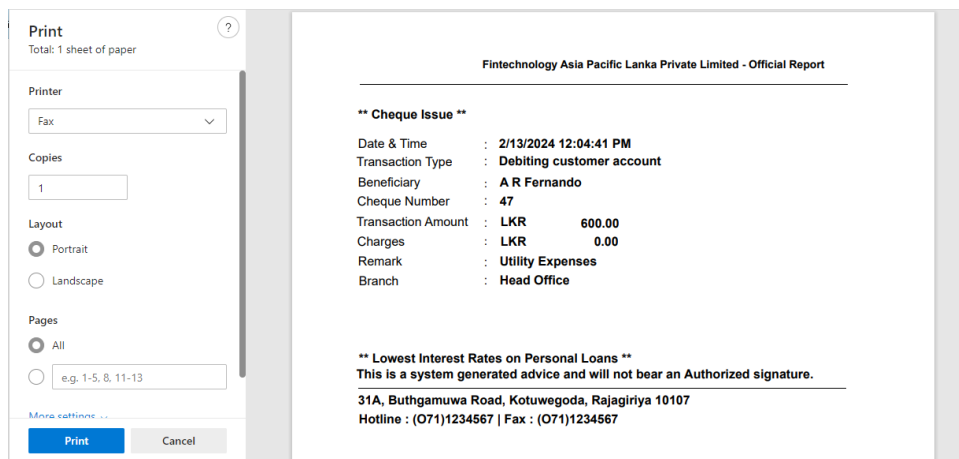 Print
?
Total: 1 sheet of paper
Printer
Fax
Copies
1
Layout
Portrait
Landscape
Pages
All
e.g. 1-5, 8, 11-13
More settings
Print Cancel
Fintechnology Asia Pacific Lanka Private Limited - Official Report
** Cheque Issue **
Date & Time : 2/13/2024 12:04:41 PM
Transaction Type : Debiting customer account
Beneficiary : A R Fernando
Cheque Number : 47
Transaction Amount : LKR 600.00
Charges : LKR 0.00
Remark : Utility Expenses
Branch : Head Office
** Lowest Interest Rates on Personal Loans **
This is a system generated advice and will not bear an Authorized signature.
31A, Buthgamuwa Road, Kotuwegoda, Rajagiriya 10107
Hotline : (O71)1234567 | Fax : (O71)1234567